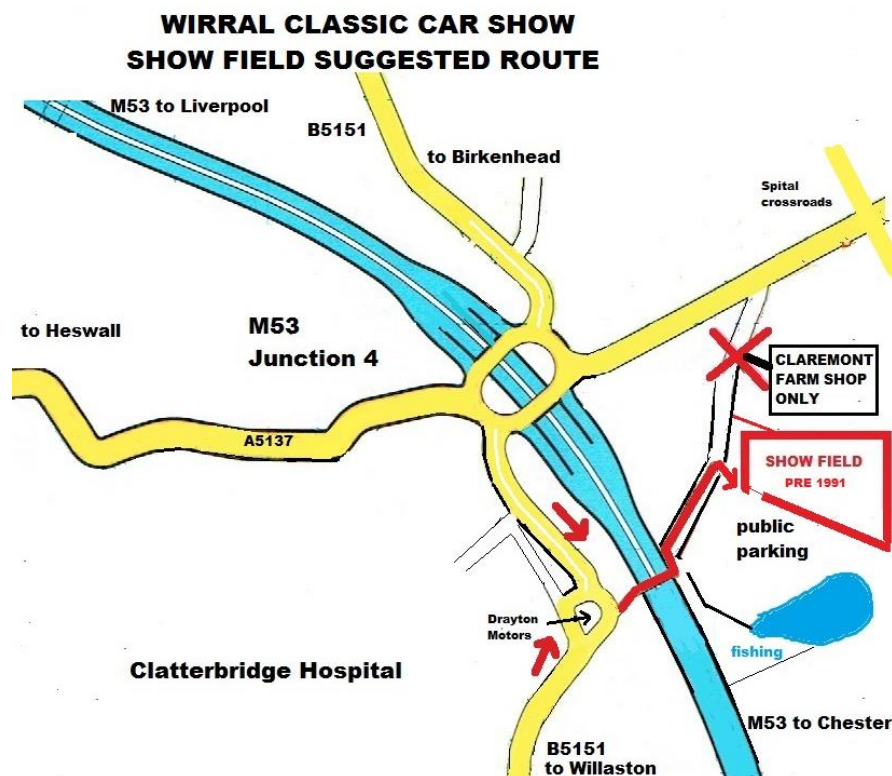 WIRRAL CLASSIC CAR SHOW
SHOW FIELD SUGGESTED ROUTE
M53 to Liverpool
B5151
to Birkenhead
Spital
crossroads
to Heswall
M53
Junction 4
CLAREMONT
FARM SHOP
ONLY
A5137
SHOW FIELD
PRE 1991
public
parking
Drayton
Motors
fishing
Clatterbridge Hospital
M53 to Chester
B5151
to Willaston